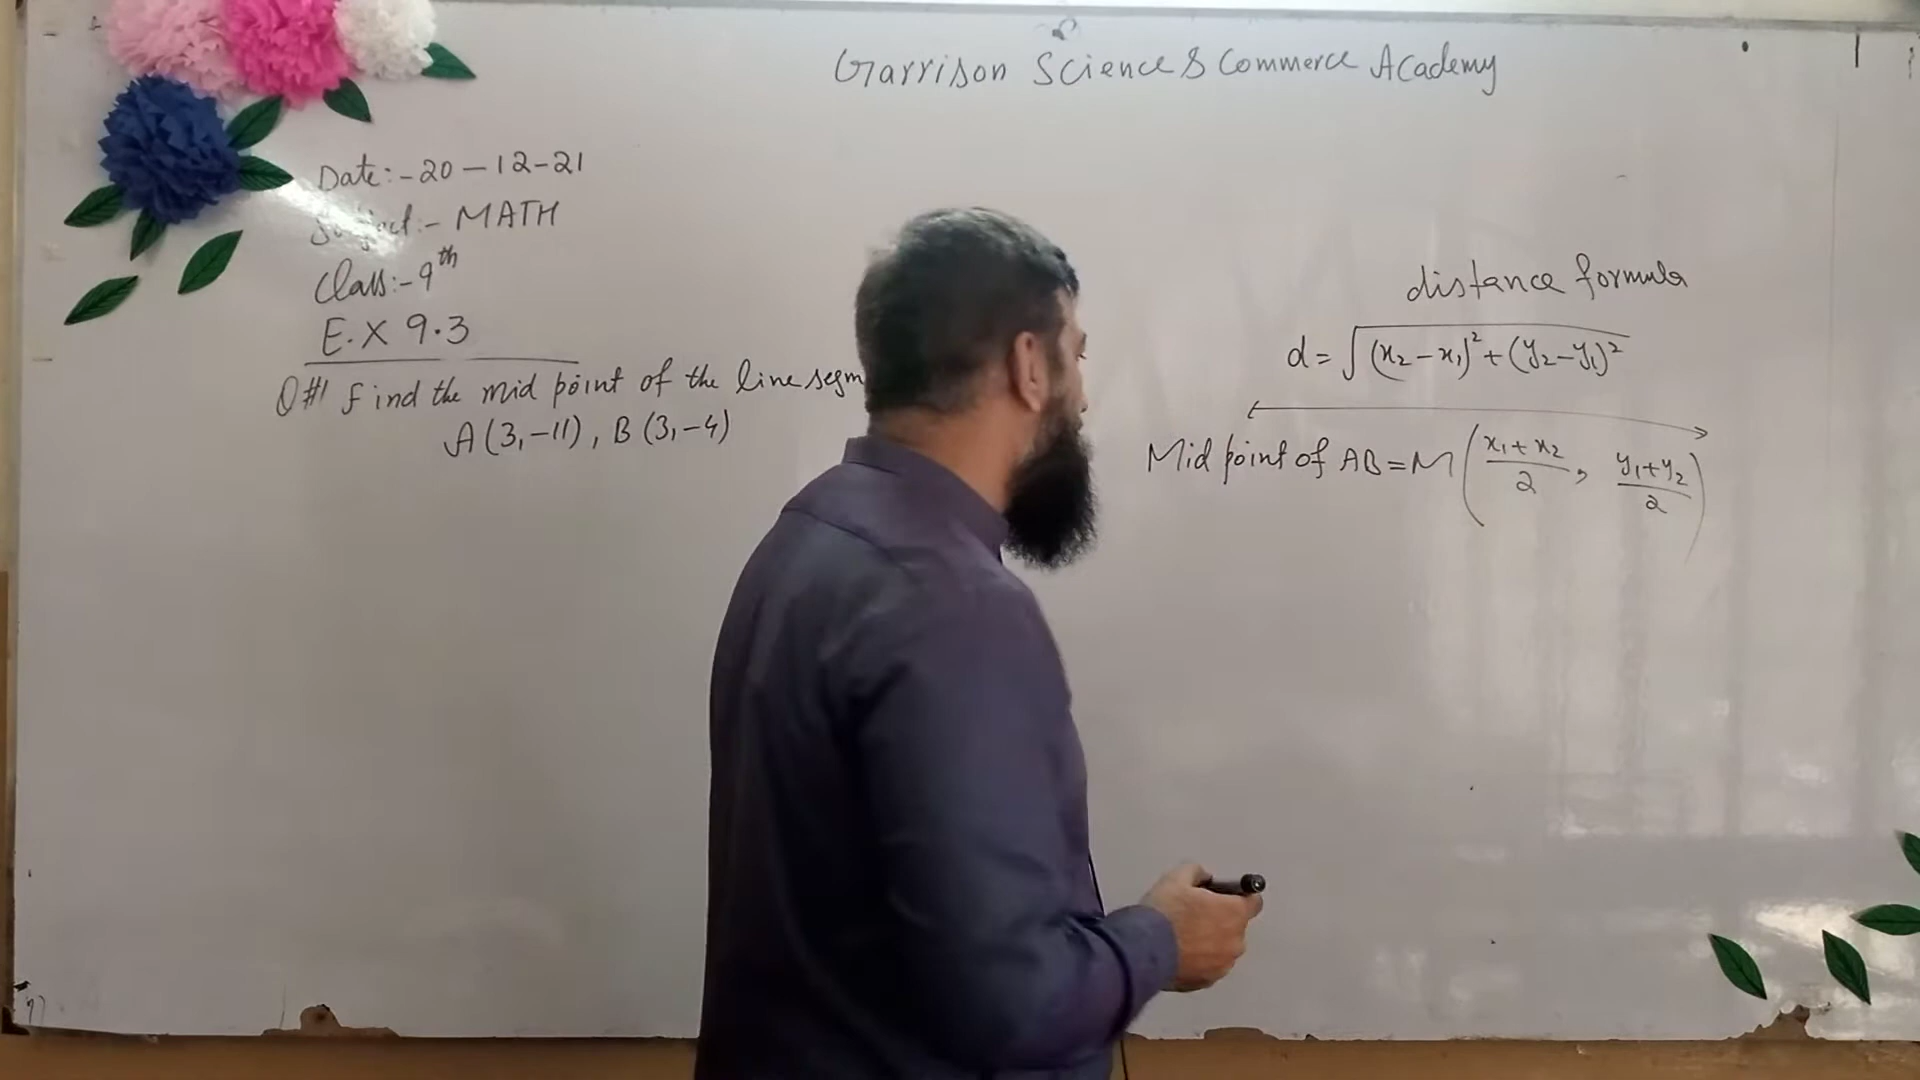 Garrison Science & Commerce Academy
Date:-20-12-21
Subject:- MATH
Class:-9th
E.X 9.3
Q#1 Find the mid point of the line segm
A(3,-11), B(3,-4)
distance formula
d=√(x₂-x₁)²+(y₂-y₁)²
Mid point of AB=M(x₁+x₂/2, y₁+y₂/2)